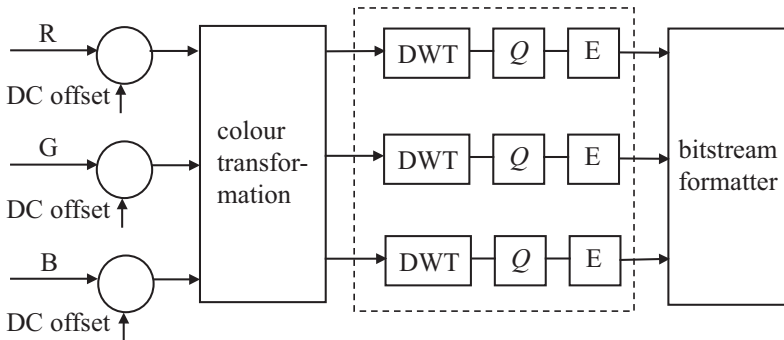 R
DC offset
G
DC offset
B
DC offset
colour
transfor-
mation
DWT Q E
DWT Q E
DWT Q E
bitstream
formatter